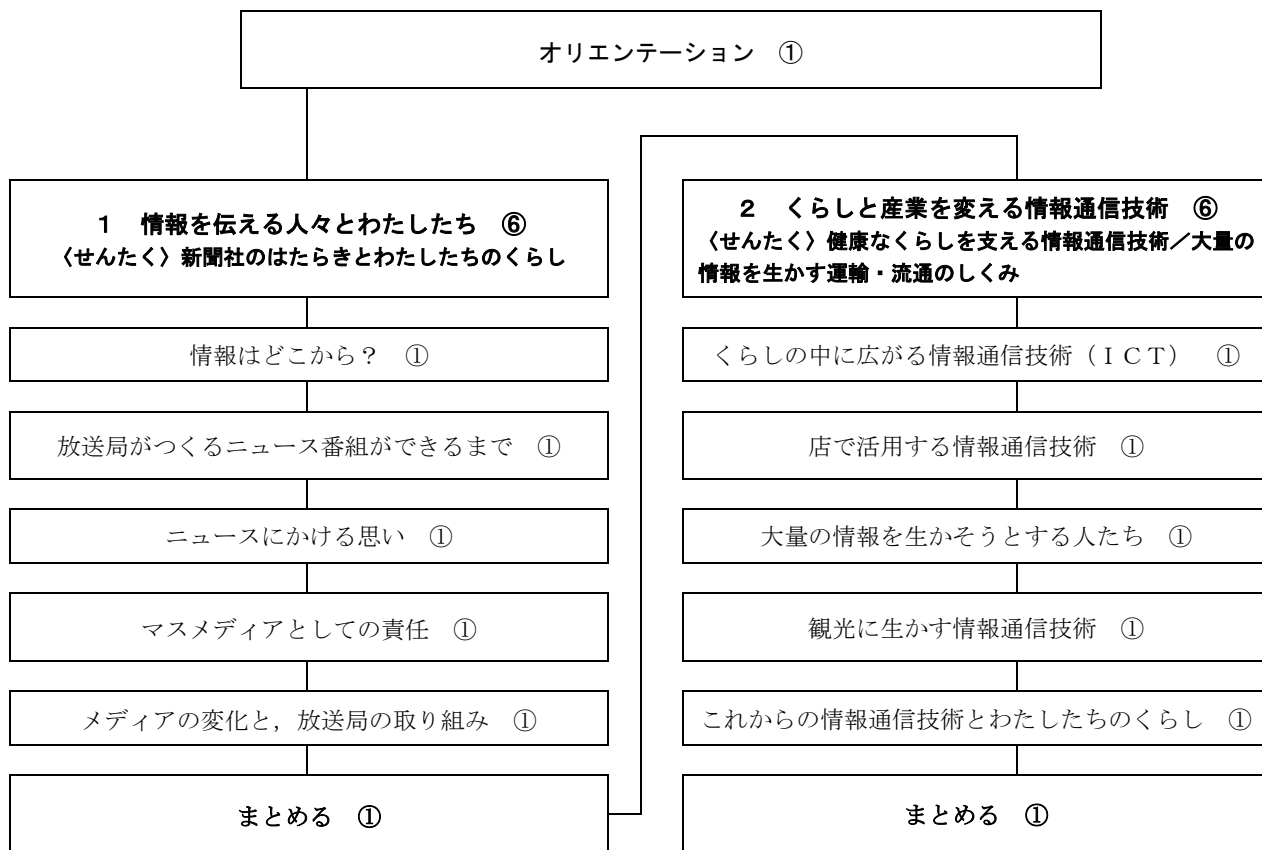 オリエンテーション　①
１　情報を伝える人々とわたしたち　⑥
〈せんたく〉新聞社のはたらきとわたしたちのくらし
情報はどこから？　①
放送局がつくるニュース番組ができるまで　①
ニュースにかける思い　①
マスメディアとしての責任　①
メディアの変化と，放送局の取り組み　①
まとめる　①
２　くらしと産業を変える情報通信技術　⑥
〈せんたく〉健康なくらしを支える情報通信技術／大量の
情報を生かす運輸・流通のしくみ
くらしの中に広がる情報通信技術（ＩＣＴ）　①
店で活用する情報通信技術　①
大量の情報を生かそうとする人たち　①
観光に生かす情報通信技術　①
これからの情報通信技術とわたしたちのくらし　①
まとめる　①